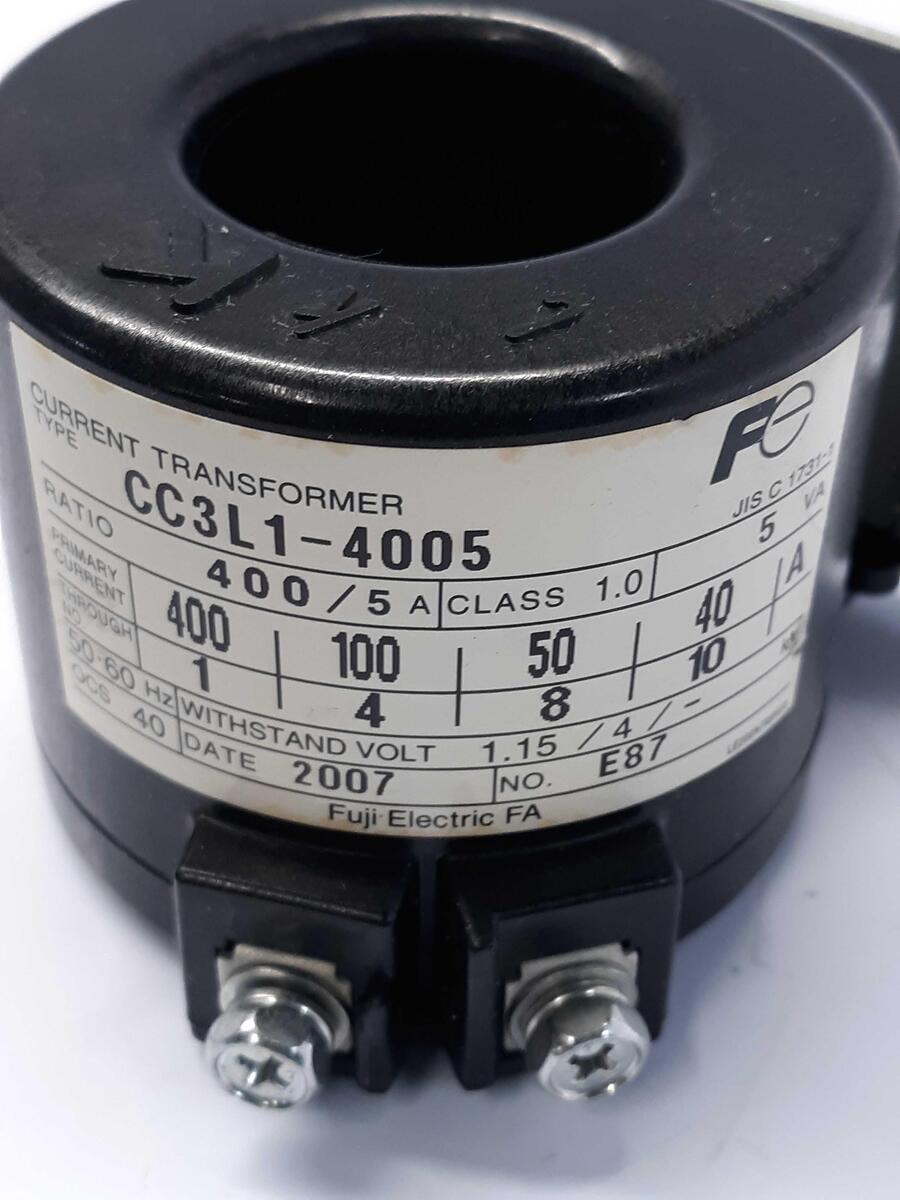 K k l
Fe
CURRENT TRANSFORMER
JIS C 1731-1
TYPE CC3L1-4005
RATIO 400/5 A CLASS 1.0 5 VA
PRIMARY CURRENT 400 100 50 40 A
THROUGH NO 1 4 8 10
50·60 Hz WITHSTAND VOLT 1.15 / 4 / -
OCS 40 DATE 2007 NO. E87
Fuji Electric FA